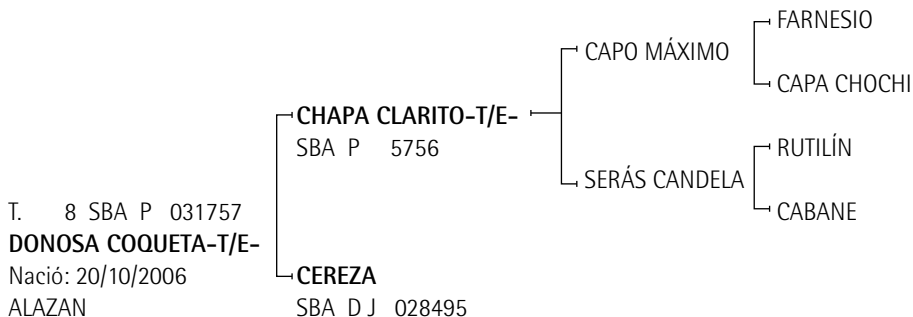 FARNESIO
CAPO MÁXIMO
CAPA CHOCHI
CHAPA CLARITO-T/E-
SBA P 5756
RUTILÍN
SERÁS CANDELA
CABANE
T. 8 SBA P 031757
DONOSA COQUETA-T/E-
Nació: 20/10/2006
ALAZAN
CEREZA
SBA D J 028495